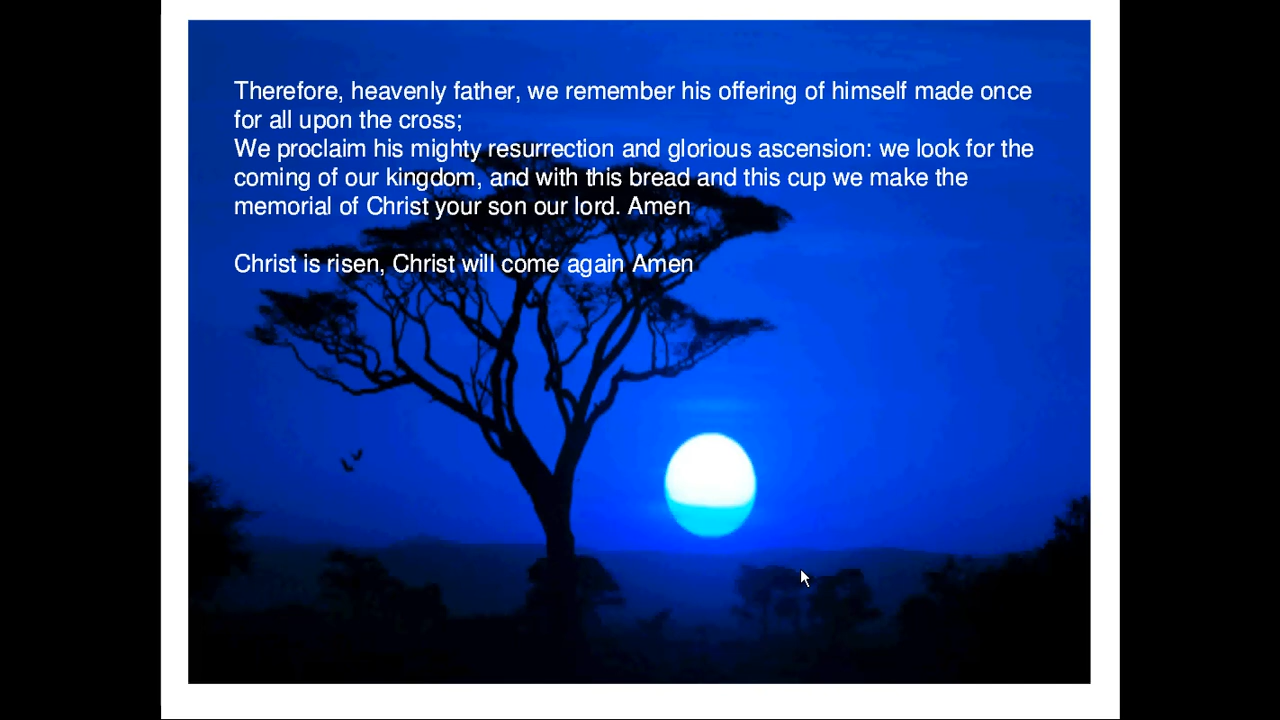 Therefore, heavenly father, we remember his offering of himself made once
for all upon the cross;
We proclaim his mighty resurrection and glorious ascension: we look for the
coming of our kingdom, and with this bread and this cup we make the
memorial of Christ your son our lord. Amen
Christ is risen, Christ will come again Amen